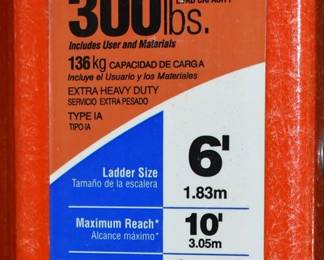 LOAD CAPACITY
300lbs.
Includes User and Materials
136 kg CAPACIDAD DE CARGA
Incluye el Usuario y los Materiales
EXTRA HEAVY DUTY
SERVICIO EXTRA PESADO
TYPE IA
TIPO IA
Ladder Size
Tamaño de la escalera
6'
1.83m
Maximum Reach*
Alcance máximo*
10'
3.05m